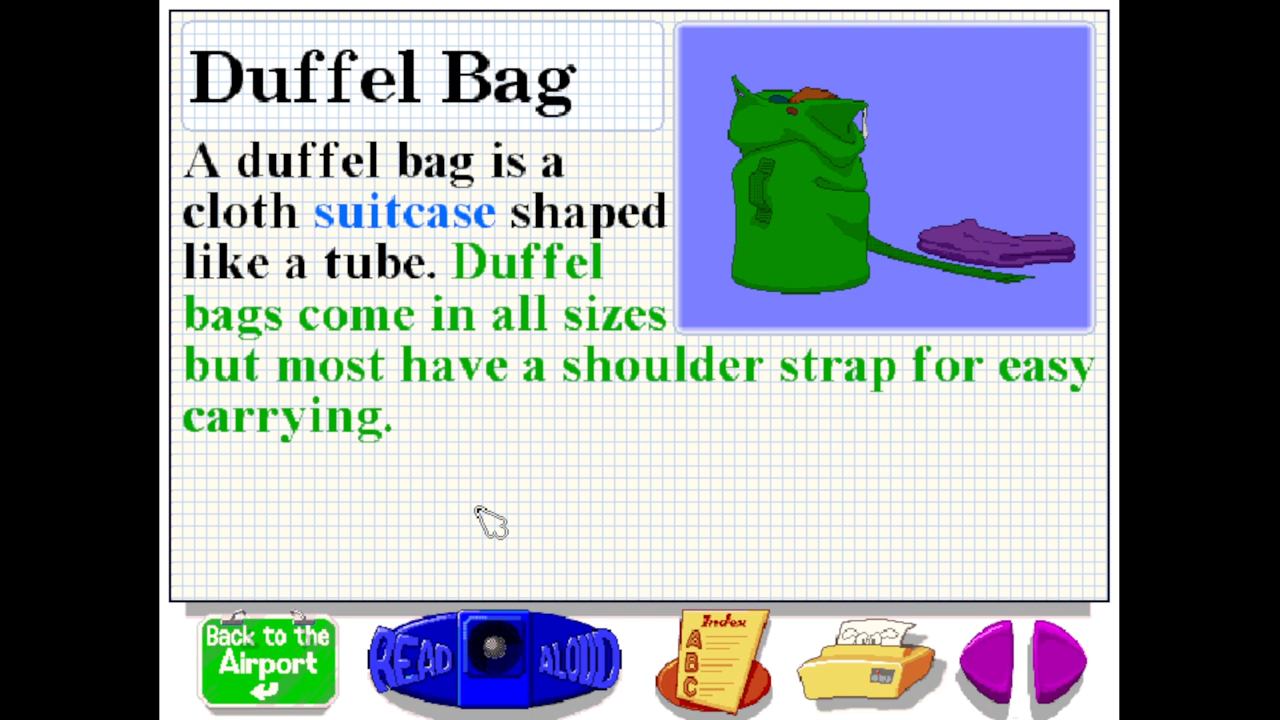 Duffel Bag
A duffel bag is a
cloth suitcase shaped
like a tube. Duffel
bags come in all sizes
but most have a shoulder strap for easy
carrying.
Back to the
Airport
READ ALOUD
Index
A
B
C